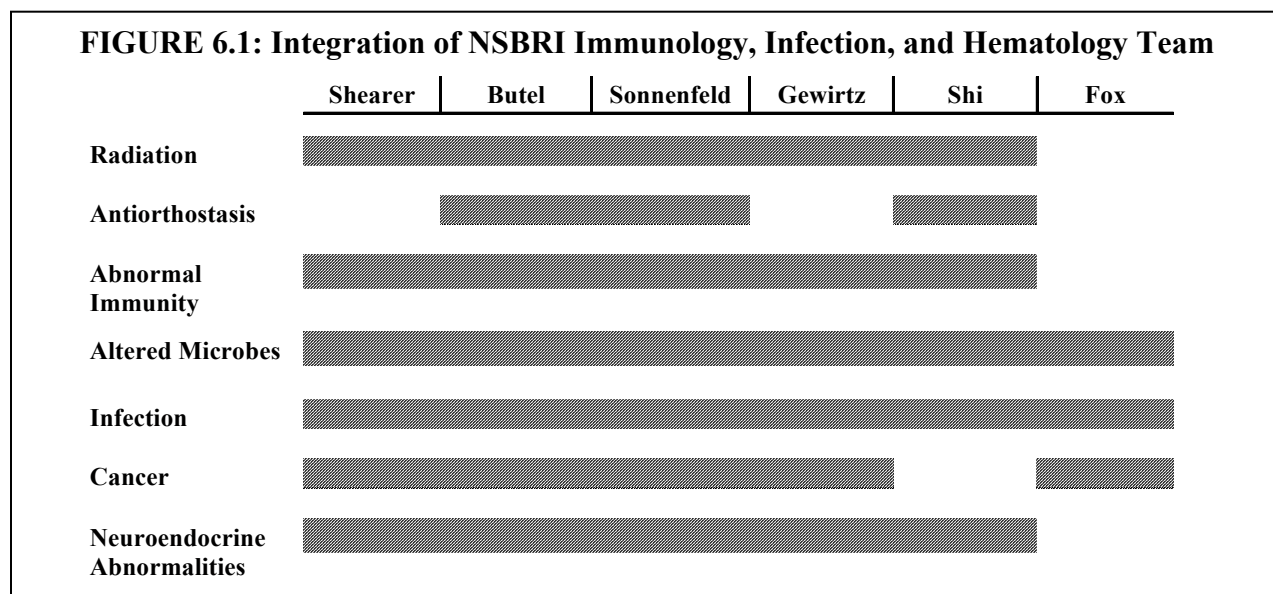 FIGURE 6.1: Integration of NSBRI Immunology, Infection, and Hematology Team
Shearer Butel Sonnenfeld Gewirtz Shi Fox
Radiation
Antiorthostasis
Abnormal
Immunity
Altered Microbes
Infection
Cancer
Neuroendocrine
Abnormalities